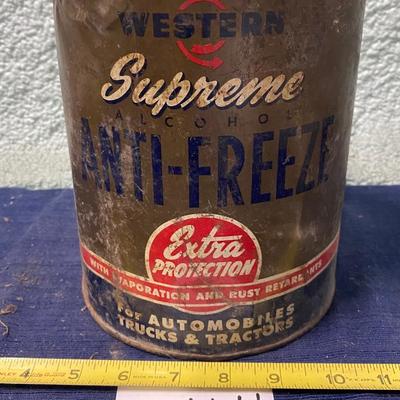 WESTERN
Supreme
ALCOHOL
ANTI-FREEZE
Extra
PROTECTION
WITH EVAPORATION AND RUST RETARDANTS
FOR AUTOMOBILES
TRUCKS & TRACTORS
4 5 6 7 8 9 10 11